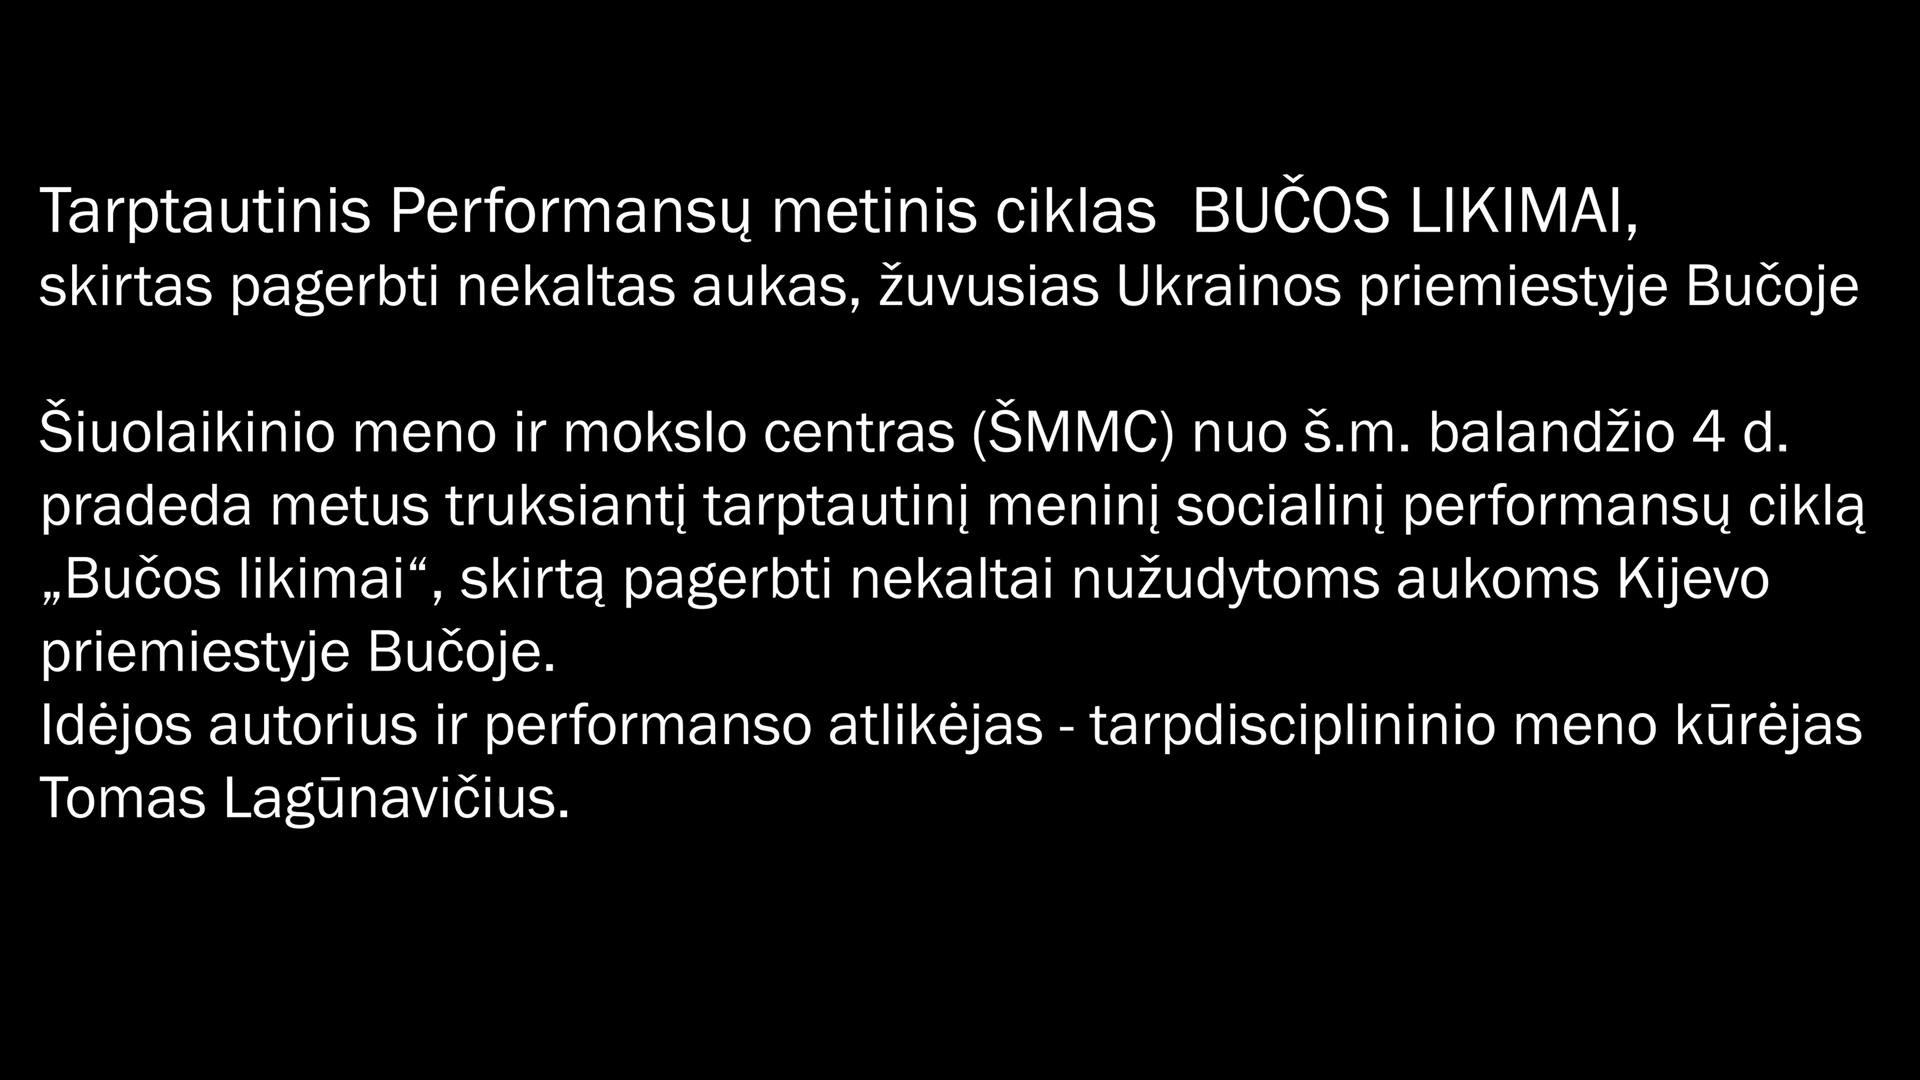 Tarptautinis Performansų metinis ciklas  BUČOS LIKIMAI,
skirtas pagerbti nekaltas aukas, žuvusias Ukrainos priemiestyje Bučoje
Šiuolaikinio meno ir mokslo centras (ŠMMC) nuo š.m. balandžio 4 d.
pradeda metus truksiantį tarptautinį meninį socialinį performansų ciklą
„Bučos likimai“, skirtą pagerbti nekaltai nužudytoms aukoms Kijevo
priemiestyje Bučoje.
Idėjos autorius ir performanso atlikėjas - tarpdisciplininio meno kūrėjas
Tomas Lagūnavičius.